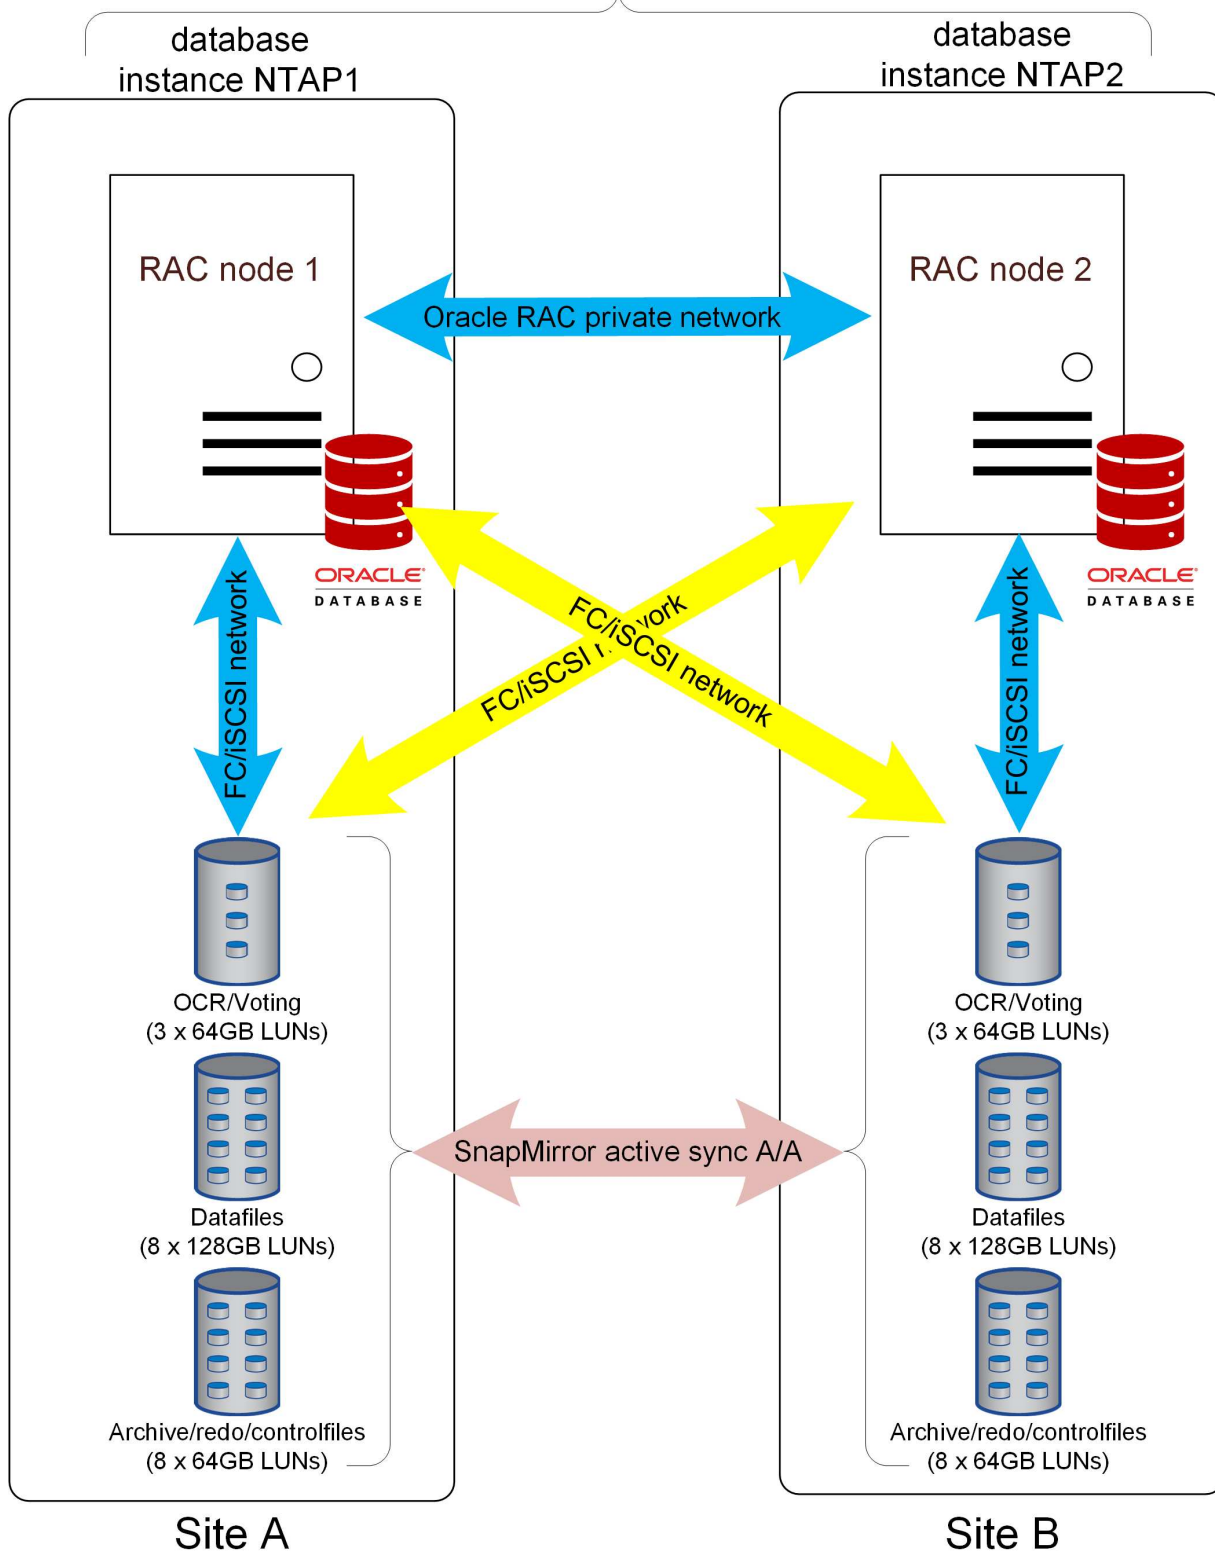 database
instance NTAP1
database
instance NTAP2
RAC node 1
RAC node 2
Oracle RAC private network
ORACLE®
DATABASE
ORACLE®
DATABASE
FC/iSCSI network
FC/iSCSI
FC/iSCSI network
FC/iSCSI network
OCR/Voting
(3 x 64GB LUNs)
OCR/Voting
(3 x 64GB LUNs)
Datafiles
(8 x 128GB LUNs)
SnapMirror active sync A/A
Datafiles
(8 x 128GB LUNs)
Archive/redo/controlfiles
(8 x 64GB LUNs)
Archive/redo/controlfiles
(8 x 64GB LUNs)
Site A
Site B